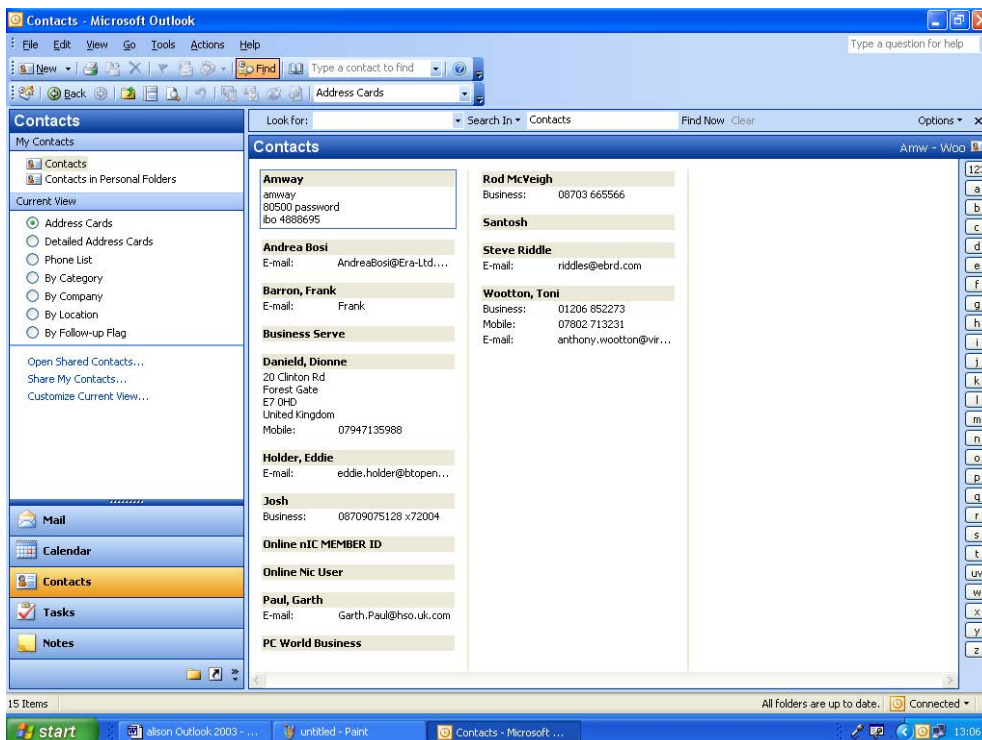 Contacts - Microsoft Outlook
File Edit View Go Tools Actions Help
Type a question for help
New Find Type a contact to find
Back Address Cards
Contacts
My Contacts
Contacts
Contacts in Personal Folders
Current View
Address Cards
Detailed Address Cards
Phone List
By Category
By Company
By Location
By Follow-up Flag
Open Shared Contacts...
Share My Contacts...
Customize Current View...
Mail
Calendar
Contacts
Tasks
Notes
Look for: Search In Contacts Find Now Clear Options
Contacts Amw - Woo
Amway
amway
80500 password
ibo 4888695
Andrea Bosi
E-mail: AndreaBosi@Era-Ltd....
Barron, Frank
E-mail: Frank
Business Serve
Danield, Dionne
20 Clinton Rd
Forest Gate
E7 0HD
United Kingdom
Mobile: 07947135988
Holder, Eddie
E-mail: eddie.holder@btopen...
Josh
Business: 08709075128 x72004
Online nIC MEMBER ID
Online Nic User
Paul, Garth
E-mail: Garth.Paul@hso.uk.com
PC World Business
Rod McVeigh
Business: 08703 665566
Santosh
Steve Riddle
E-mail: riddles@ebrd.com
Wootton, Toni
Business: 01206 852273
Mobile: 07802 713231
E-mail: anthony.wootton@vir...
123
a
b
c
d
e
f
g
h
i
j
k
l
m
n
o
p
q
r
s
t
uv
w
x
y
z
15 Items All folders are up to date. Connected
start alison Outlook 2003 - ... untitled - Paint Contacts - Microsoft ... 13:06